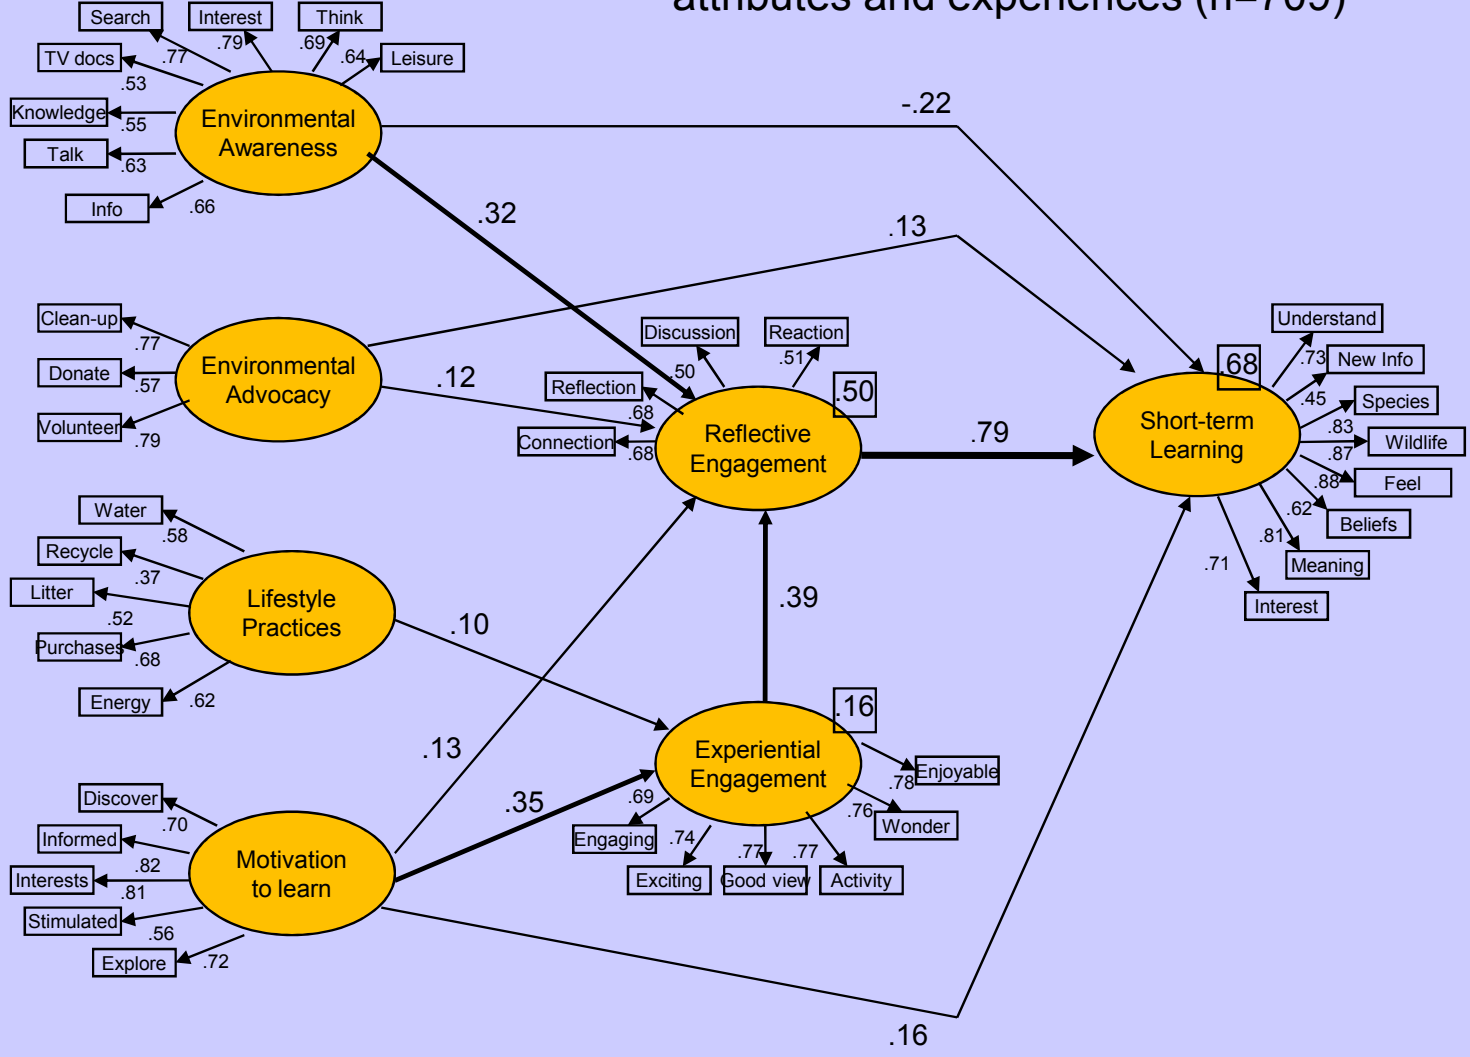 attributes and experiences (n=709)
Search
Interest
Think
.77
.79
.69
.64
TV docs
Leisure
.53
Knowledge
.55
Talk
.63
Info
.66
Environmental
Awareness
-.22
.32
.13
Clean-up
.77
Donate
.57
Volunteer
.79
Environmental
Advocacy
.12
Discussion
Reaction
.50
.51
Reflection
.68
Connection
.68
.50
Reflective
Engagement
.79
Understand
.73
New Info
.45
Species
.83
Wildlife
.87
Feel
.88
Beliefs
.62
Meaning
.81
Interest
.71
.68
Short-term
Learning
Water
.58
Recycle
.37
Litter
.52
Purchases
.68
Energy
.62
Lifestyle
Practices
.10
.39
.13
.16
Experiential
Engagement
.35
Enjoyable
.78
Wonder
.76
.69
Engaging
.74
Exciting
.77
Good view
.77
Activity
Discover
.70
Informed
.82
Interests
.81
Stimulated
.56
Explore
.72
Motivation
to learn
.16